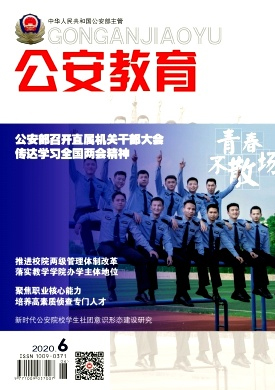 中华人民共和国公安部主管
GONGANJIAOYU
公安教育
公安部召开直属机关干部大会
传达学习全国两会精神
青春
不散场
推进校院两级管理体制改革
落实教学学院办学主体地位
聚焦职业核心能力
培养高素质侦查专门人才
新时代公安院校学生社团意识形态建设研究
2020.6
ISSN 1009-0371